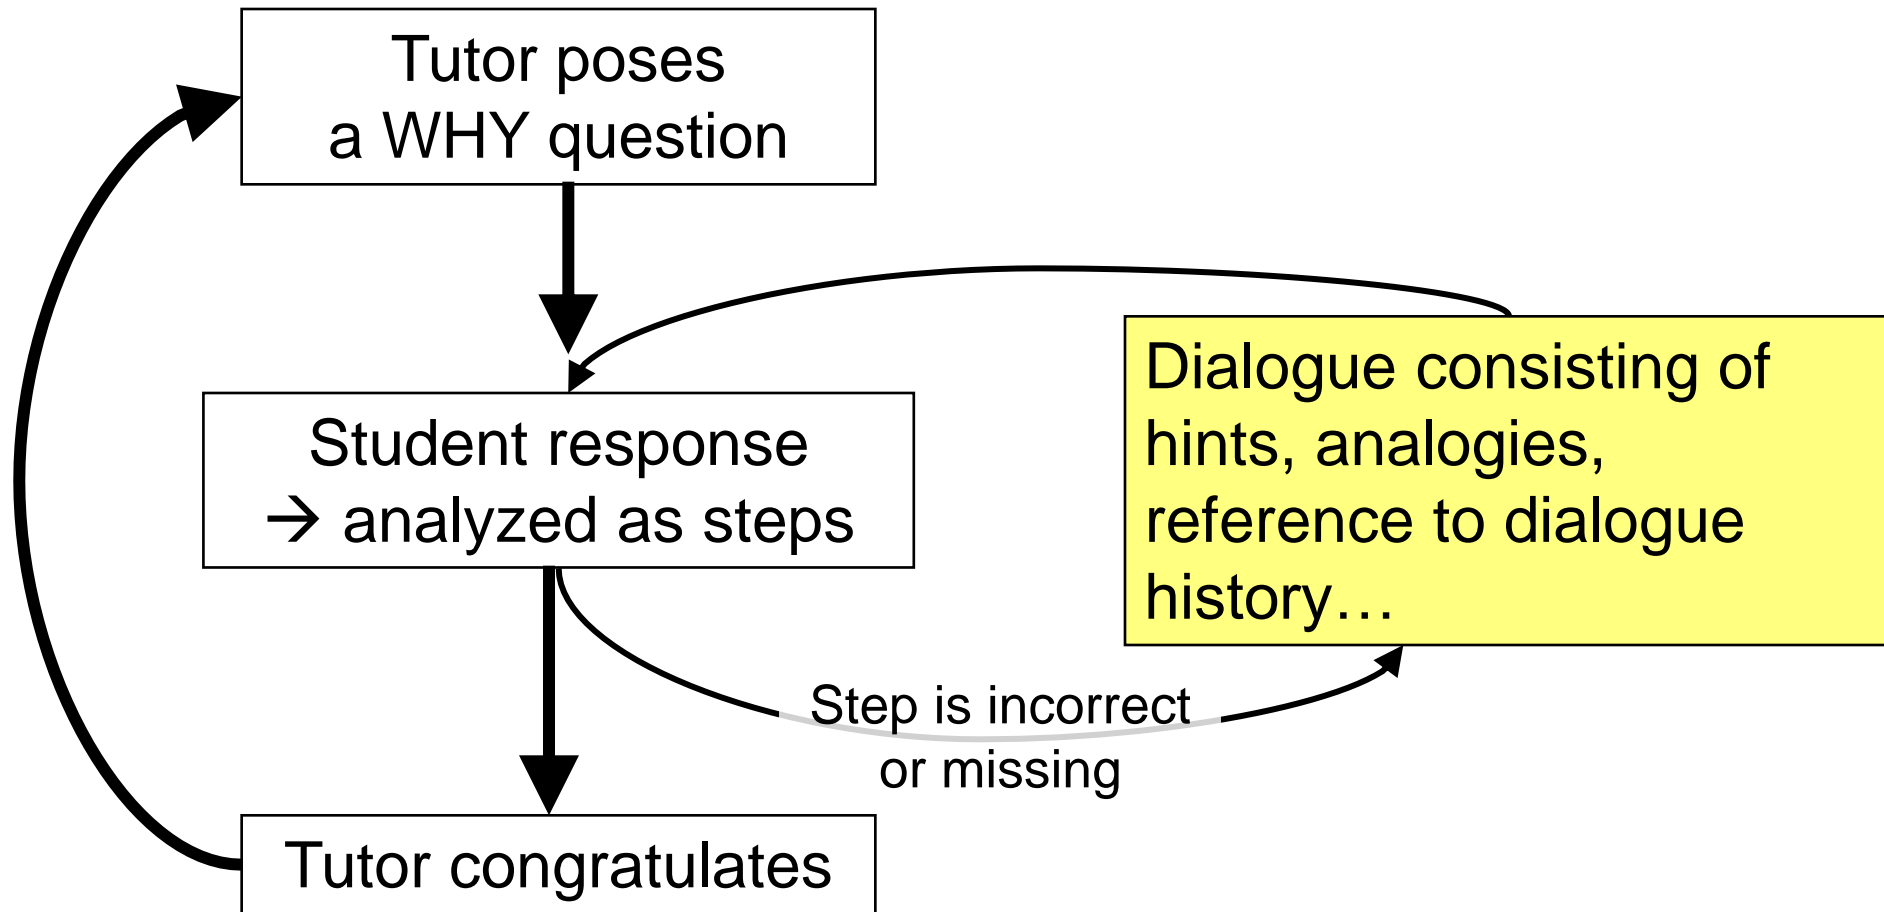 Tutor poses
a WHY question
Student response
→ analyzed as steps
Dialogue consisting of
hints, analogies,
reference to dialogue
history…
Step is incorrect
or missing
Tutor congratulates